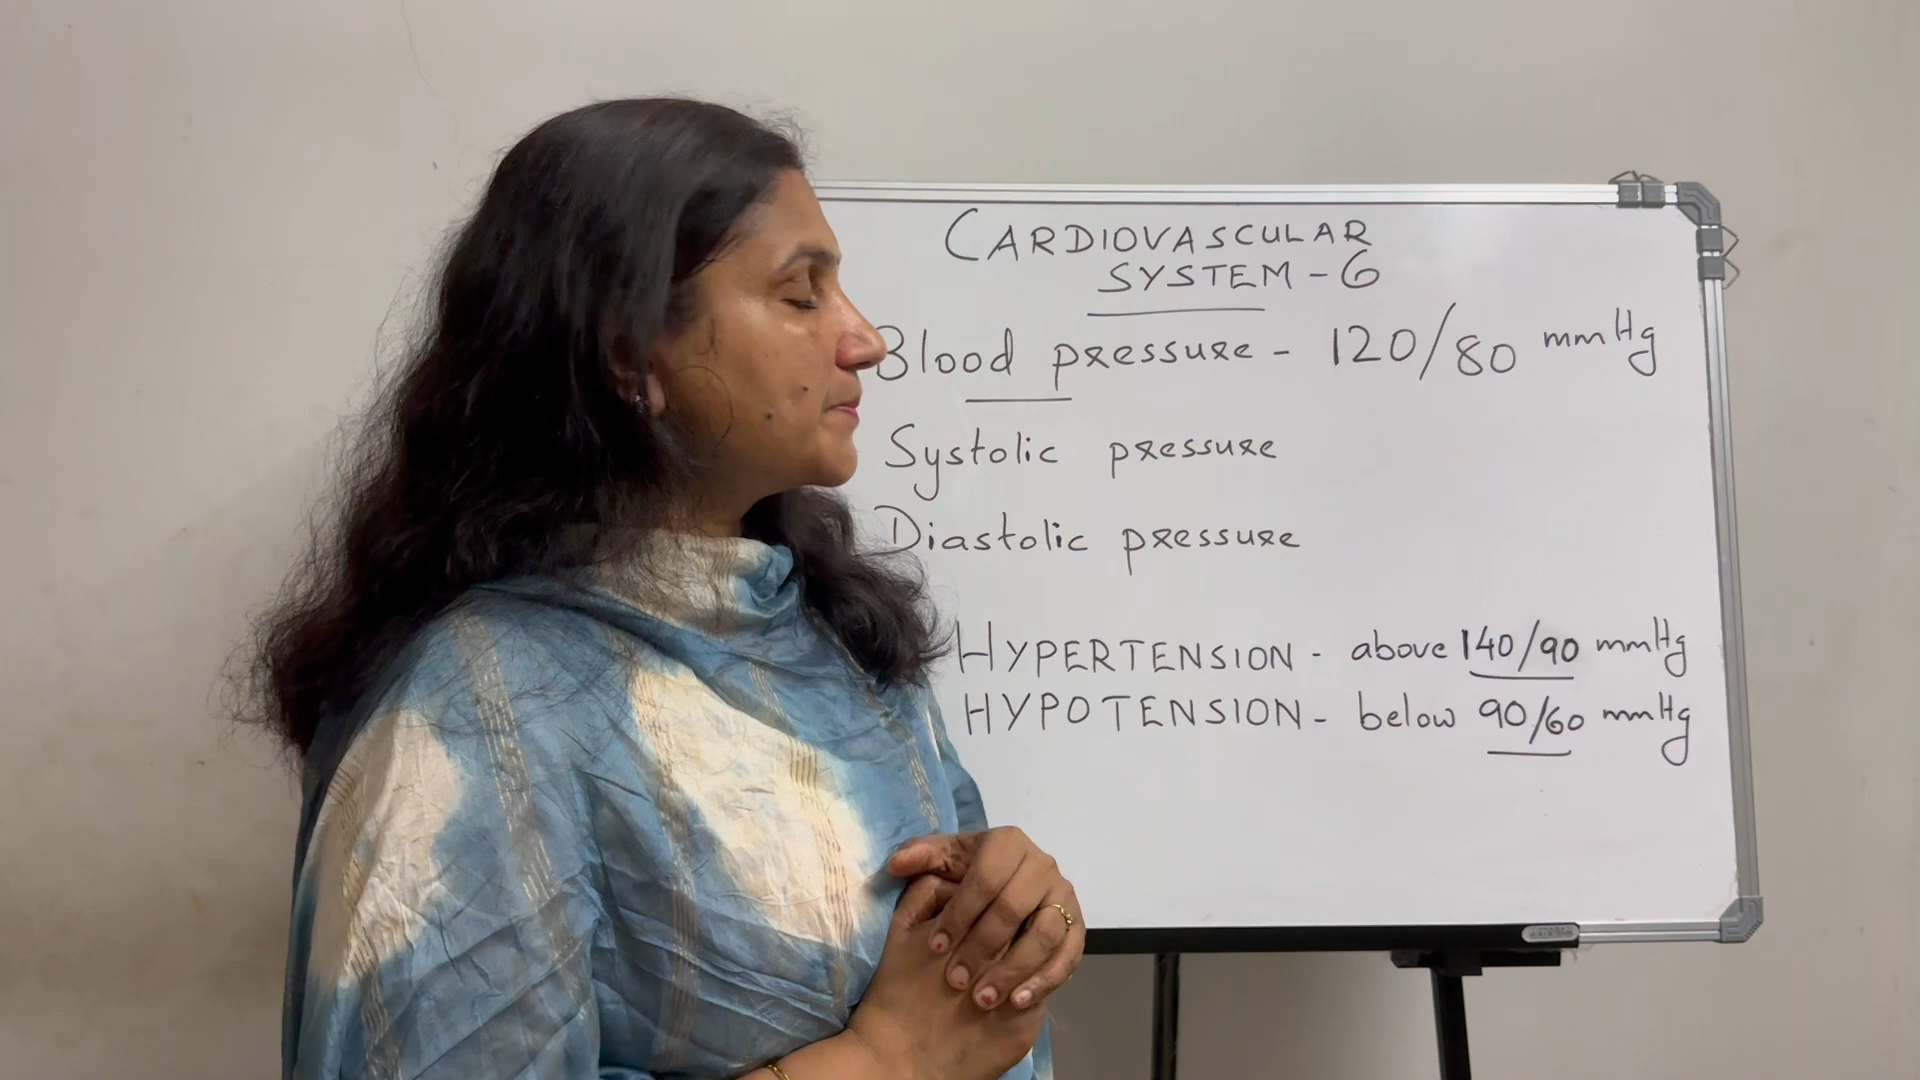 CARDIOVASCULAR
SYSTEM - 6
Blood pressure - 120/80 mmHg
Systolic pressure
Diastolic pressure
HYPERTENSION - above 140/90 mmHg
HYPOTENSION - below 90/60 mmHg